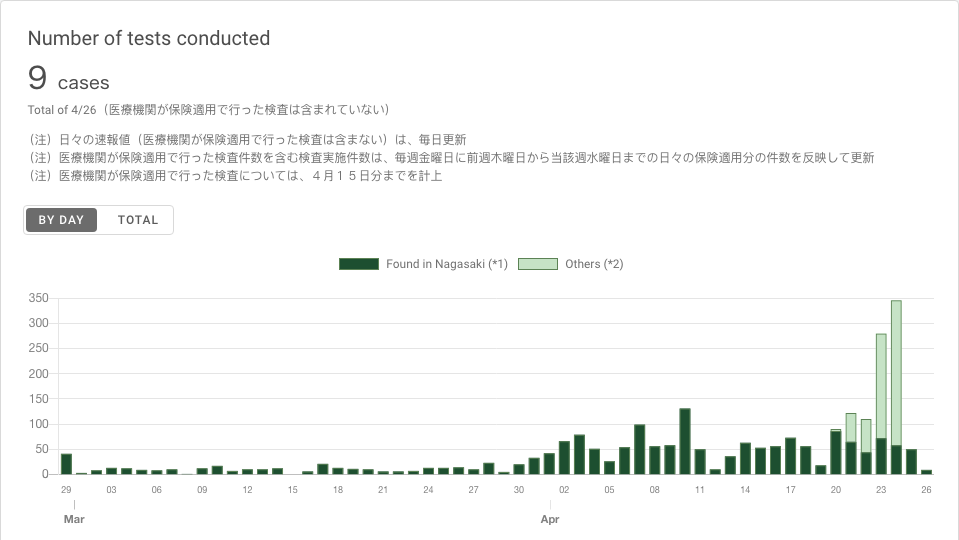 Number of tests conducted
9 cases
Total of 4/26（医療機関が保険適用で行った検査は含まれていない）
（注）日々の速報値（医療機関が保険適用で行った検査は含まない）は、毎日更新
（注）医療機関が保険適用で行った検査件数を含む検査実施件数は、毎週金曜日に前週木曜日から当該週水曜日までの日々の保険適用分の件数を反映して更新
（注）医療機関が保険適用で行った検査については、４月１５日分までを計上
BY DAY TOTAL
Found in Nagasaki (*1) Others (*2)
350
300
250
200
150
100
50
0
29 03 06 09 12 15 18 21 24 27 30 02 05 08 11 14 17 20 23 26
Mar Apr